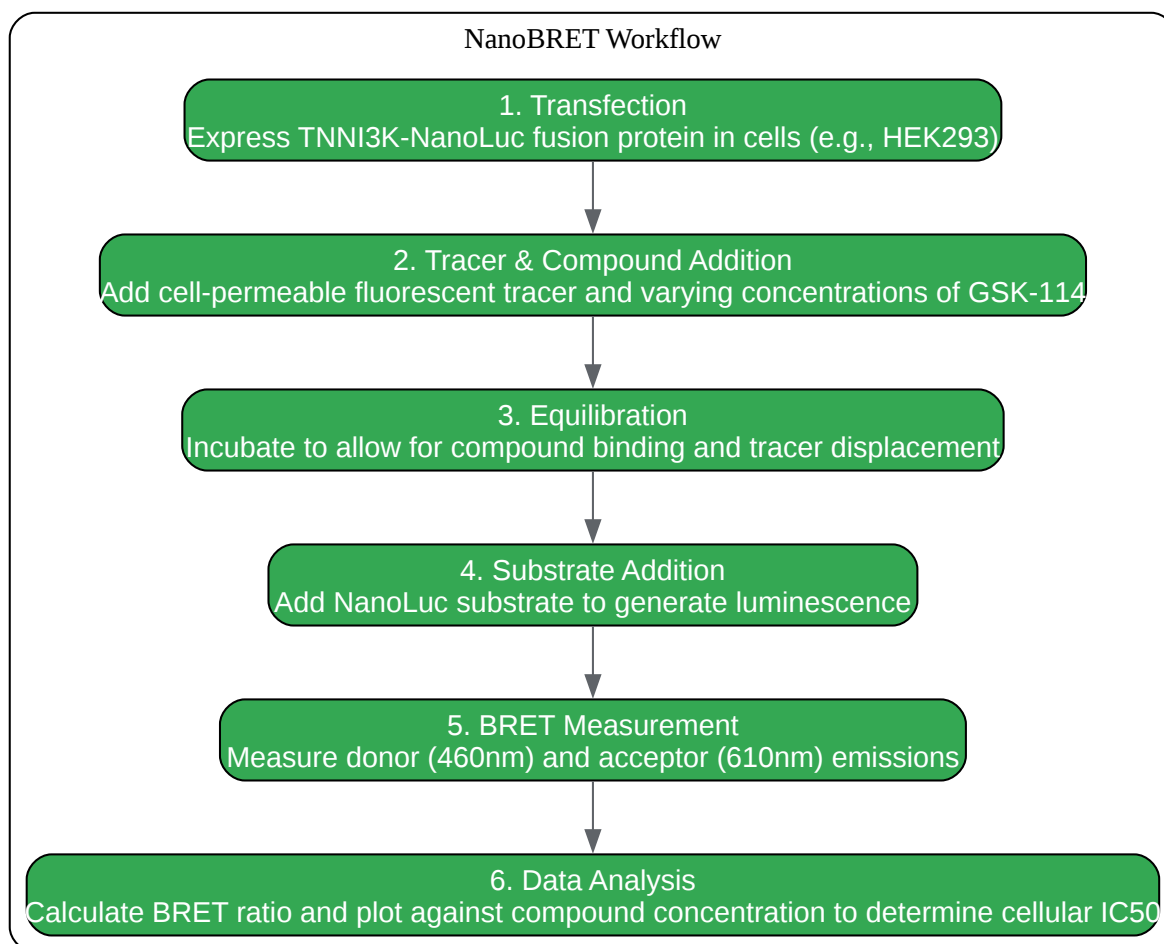 NanoBRET Workflow
1. Transfection
Express TNNI3K-NanoLuc fusion protein in cells (e.g., HEK293)
2. Tracer & Compound Addition
Add cell-permeable fluorescent tracer and varying concentrations of GSK-114
3. Equilibration
Incubate to allow for compound binding and tracer displacement
4. Substrate Addition
Add NanoLuc substrate to generate luminescence
5. BRET Measurement
Measure donor (460nm) and acceptor (610nm) emissions
6. Data Analysis
Calculate BRET ratio and plot against compound concentration to determine cellular IC50